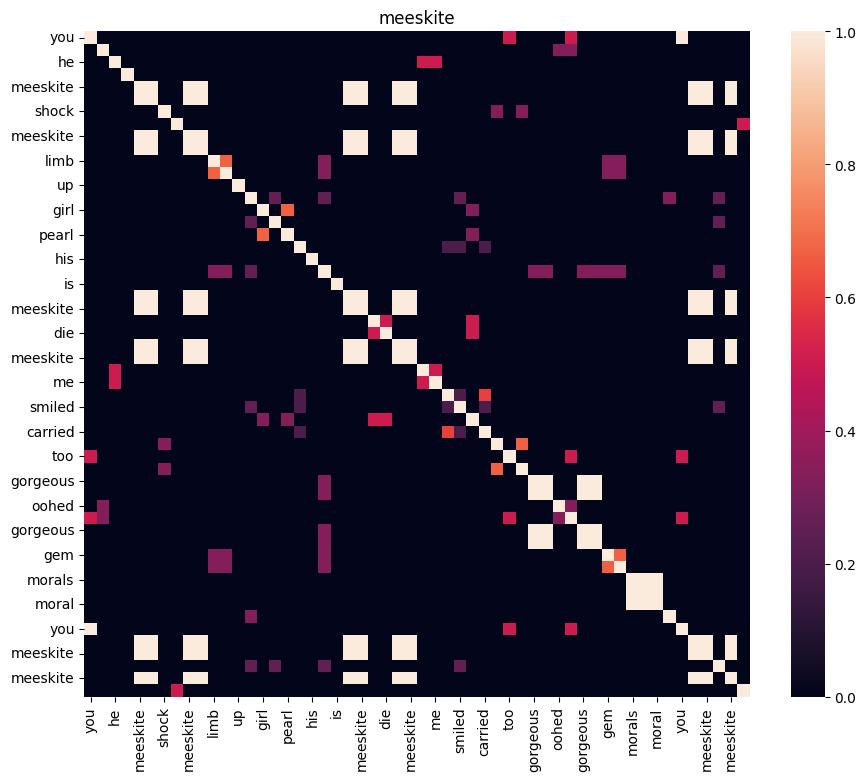 meeskite
you
he
meeskite
shock
meeskite
limb
up
girl
pearl
his
is
meeskite
die
meeskite
me
smiled
carried
too
gorgeous
oohed
gorgeous
gem
morals
moral
you
meeskite
meeskite
1.0
0.8
0.6
0.4
0.2
0.0
you
he
meeskite
shock
meeskite
limb
up
girl
pearl
his
is
meeskite
die
meeskite
me
smiled
carried
too
gorgeous
oohed
gorgeous
gem
morals
moral
you
meeskite
meeskite